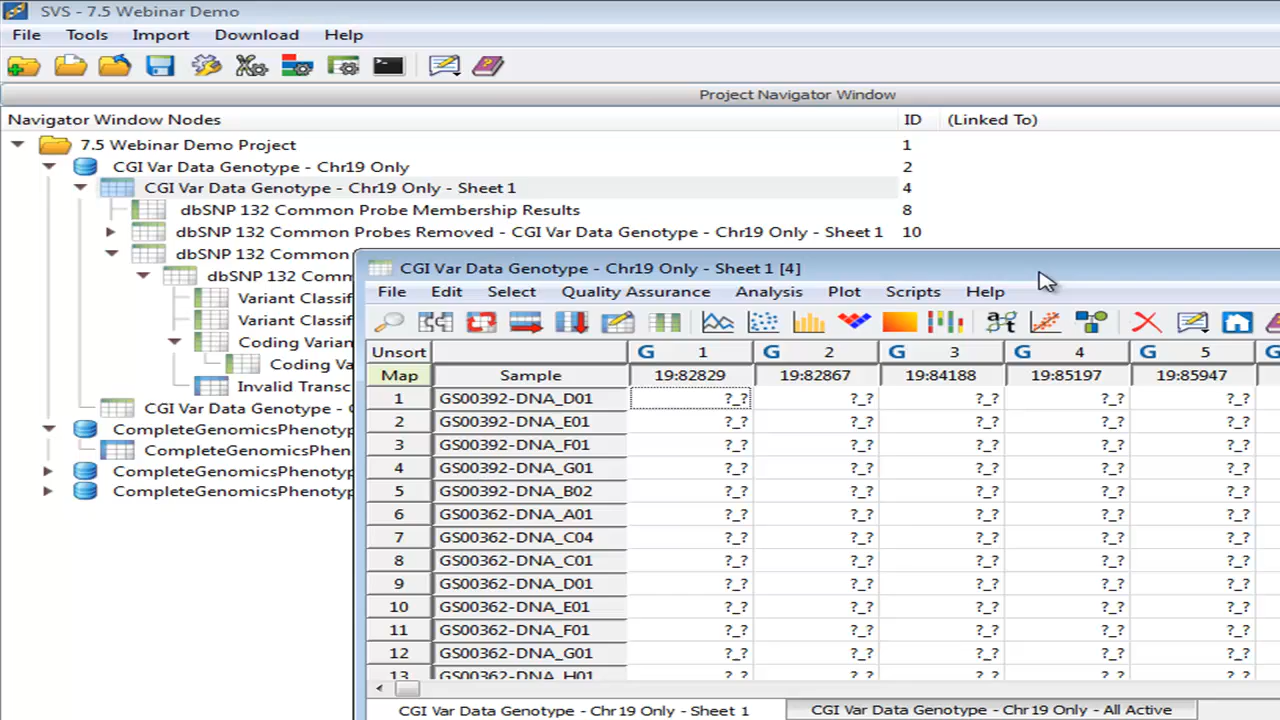 SVS - 7.5 Webinar Demo
File Tools Import Download Help
Project Navigator Window
Navigator Window Nodes ID (Linked To)
7.5 Webinar Demo Project 1
CGI Var Data Genotype - Chr19 Only 2
CGI Var Data Genotype - Chr19 Only - Sheet 1 4
dbSNP 132 Common Probe Membership Results 8
dbSNP 132 Common Probes Removed - CGI Var Data Genotype - Chr19 Only - Sheet 1 10
dbSNP 132 Common
dbSNP 132 Comm
Variant Classif
Variant Classif
Coding Varian
Coding Va
Invalid Transc
CGI Var Data Genotype -
CompleteGenomicsPhenotyp
CompleteGenomicsPhen
CompleteGenomicsPhenotyp
CompleteGenomicsPhenotyp
CGI Var Data Genotype - Chr19 Only - Sheet 1 [4]
File Edit Select Quality Assurance Analysis Plot Scripts Help
Unsort G 1 G 2 G 3 G 4 G 5 G
Map Sample 19:82829 19:82867 19:84188 19:85197 19:85947
1 GS00392-DNA_D01 ?_? ?_? ?_? ?_? ?_?
2 GS00392-DNA_E01 ?_? ?_? ?_? ?_? ?_?
3 GS00392-DNA_F01 ?_? ?_? ?_? ?_? ?_?
4 GS00392-DNA_G01 ?_? ?_? ?_? ?_? ?_?
5 GS00392-DNA_B02 ?_? ?_? ?_? ?_? ?_?
6 GS00362-DNA_A01 ?_? ?_? ?_? ?_? ?_?
7 GS00362-DNA_C04 ?_? ?_? ?_? ?_? ?_?
8 GS00362-DNA_C01 ?_? ?_? ?_? ?_? ?_?
9 GS00362-DNA_D01 ?_? ?_? ?_? ?_? ?_?
10 GS00362-DNA_E01 ?_? ?_? ?_? ?_? ?_?
11 GS00362-DNA_F01 ?_? ?_? ?_? ?_? ?_?
12 GS00362-DNA_G01 ?_? ?_? ?_? ?_? ?_?
13 GS00362-DNA_H01 ?_? ?_? ?_? ?_? ?_?
CGI Var Data Genotype - Chr19 Only - Sheet 1 CGI Var Data Genotype - Chr19 Only - All Active